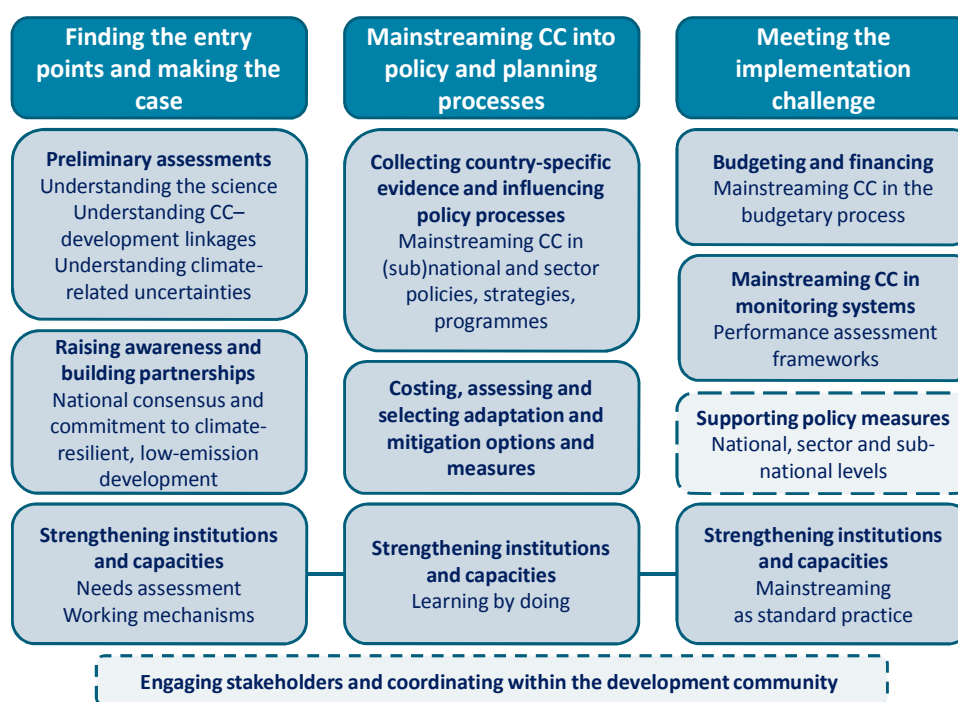 Finding the entry
points and making the
case
Preliminary assessments
Understanding the science
Understanding CC–
development linkages
Understanding climate-
related uncertainties
Raising awareness and
building partnerships
National consensus and
commitment to climate-
resilient, low-emission
development
Strengthening institutions
and capacities
Needs assessment
Working mechanisms
Mainstreaming CC into
policy and planning
processes
Collecting country-specific
evidence and influencing
policy processes
Mainstreaming CC in
(sub)national and sector
policies, strategies,
programmes
Costing, assessing and
selecting adaptation and
mitigation options and
measures
Strengthening institutions
and capacities
Learning by doing
Meeting the
implementation
challenge
Budgeting and financing
Mainstreaming CC in the
budgetary process
Mainstreaming CC in
monitoring systems
Performance assessment
frameworks
Supporting policy measures
National, sector and sub-
national levels
Strengthening institutions
and capacities
Mainstreaming
as standard practice
Engaging stakeholders and coordinating within the development community